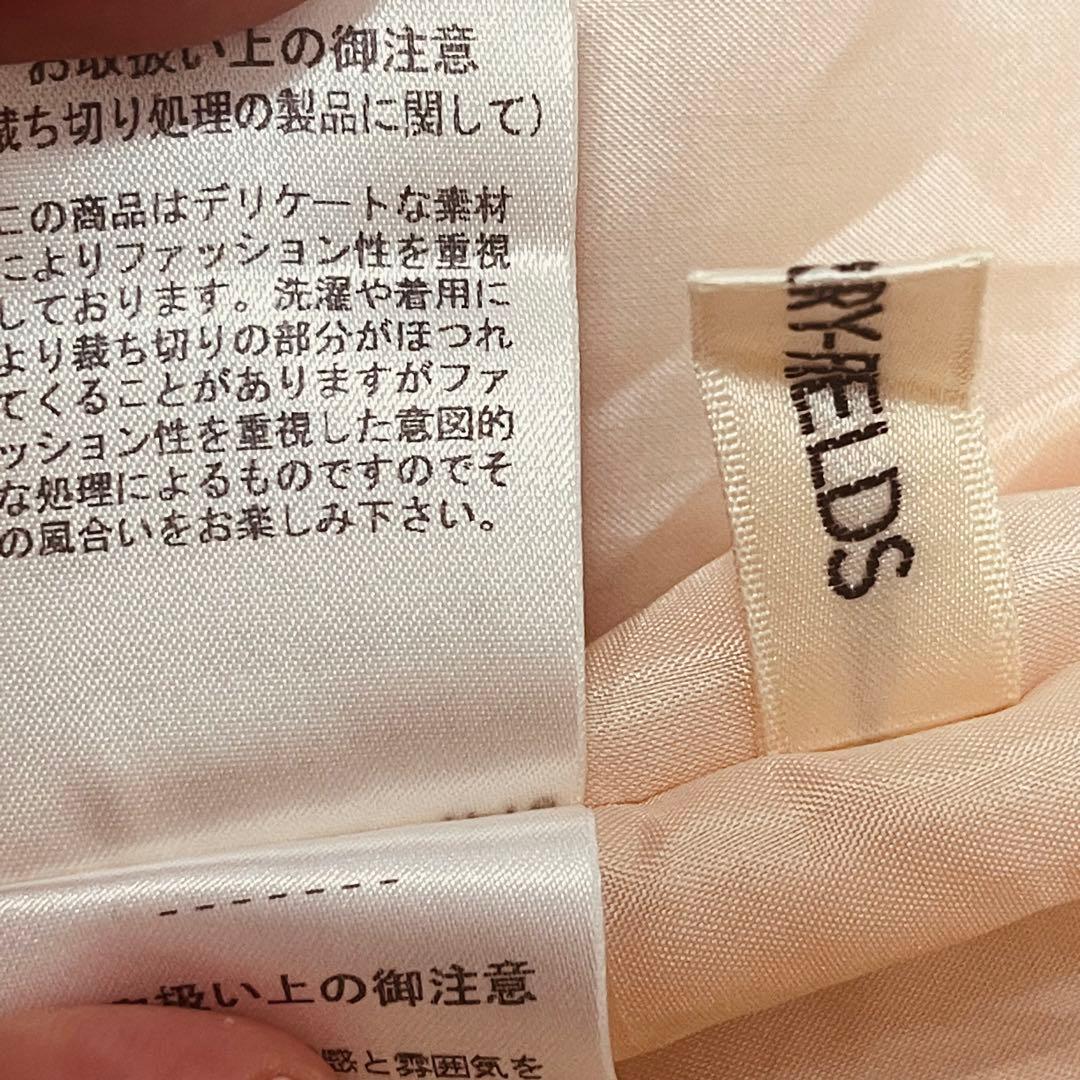 お取扱い上の御注意
裁ち切り処理の製品に関して)
この商品はデリケートな素材
によりファッション性を重視
しております。洗濯や着用に
より裁ち切りの部分がほつれ
てくることがありますがファ
ッション性を重視した意図的
な処理によるものですのでそ
の風合いをお楽しみ下さい。
-------
取扱い上の御注意
感と雰囲気を
RY-FIELDS